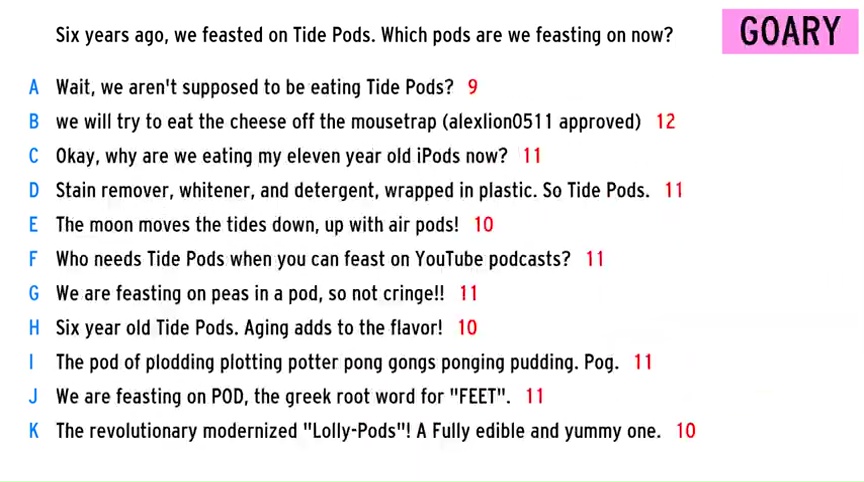 Six years ago, we feasted on Tide Pods. Which pods are we feasting on now?
GOARY
A Wait, we aren't supposed to be eating Tide Pods? 9
B we will try to eat the cheese off the mousetrap (alexlion0511 approved) 12
C Okay, why are we eating my eleven year old iPods now? 11
D Stain remover, whitener, and detergent, wrapped in plastic. So Tide Pods. 11
E The moon moves the tides down, up with air pods! 10
F Who needs Tide Pods when you can feast on YouTube podcasts? 11
G We are feasting on peas in a pod, so not cringe!! 11
H Six year old Tide Pods. Aging adds to the flavor! 10
I The pod of plodding plotting potter pong gongs ponging pudding. Pog. 11
J We are feasting on POD, the greek root word for "FEET". 11
K The revolutionary modernized "Lolly-Pods"! A Fully edible and yummy one. 10